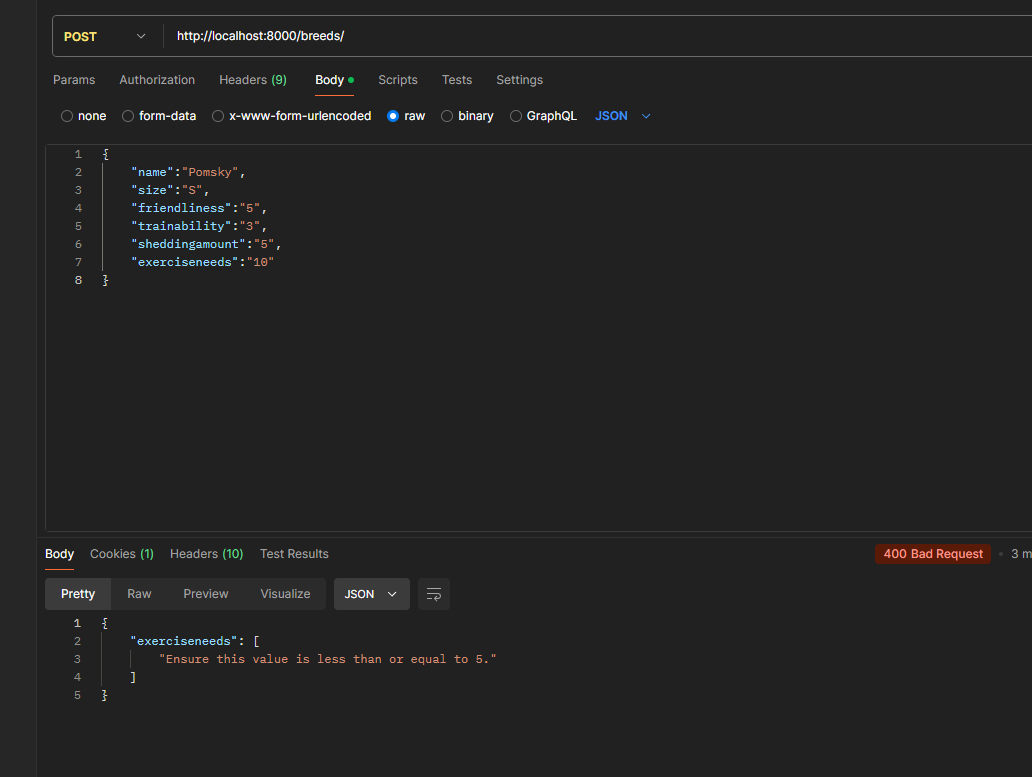 POST http://localhost:8000/breeds/
Params Authorization Headers (9) Body Scripts Tests Settings
none form-data x-www-form-urlencoded raw binary GraphQL JSON
1 {
2 "name":"Pomsky",
3 "size":"S",
4 "friendliness":"5",
5 "trainability":"3",
6 "sheddingamount":"5",
7 "exerciseneeds":"10"
8 }
Body Cookies (1) Headers (10) Test Results 400 Bad Request • 3 m
Pretty Raw Preview Visualize JSON
1 {
2 "exerciseneeds": [
3 "Ensure this value is less than or equal to 5."
4 ]
5 }